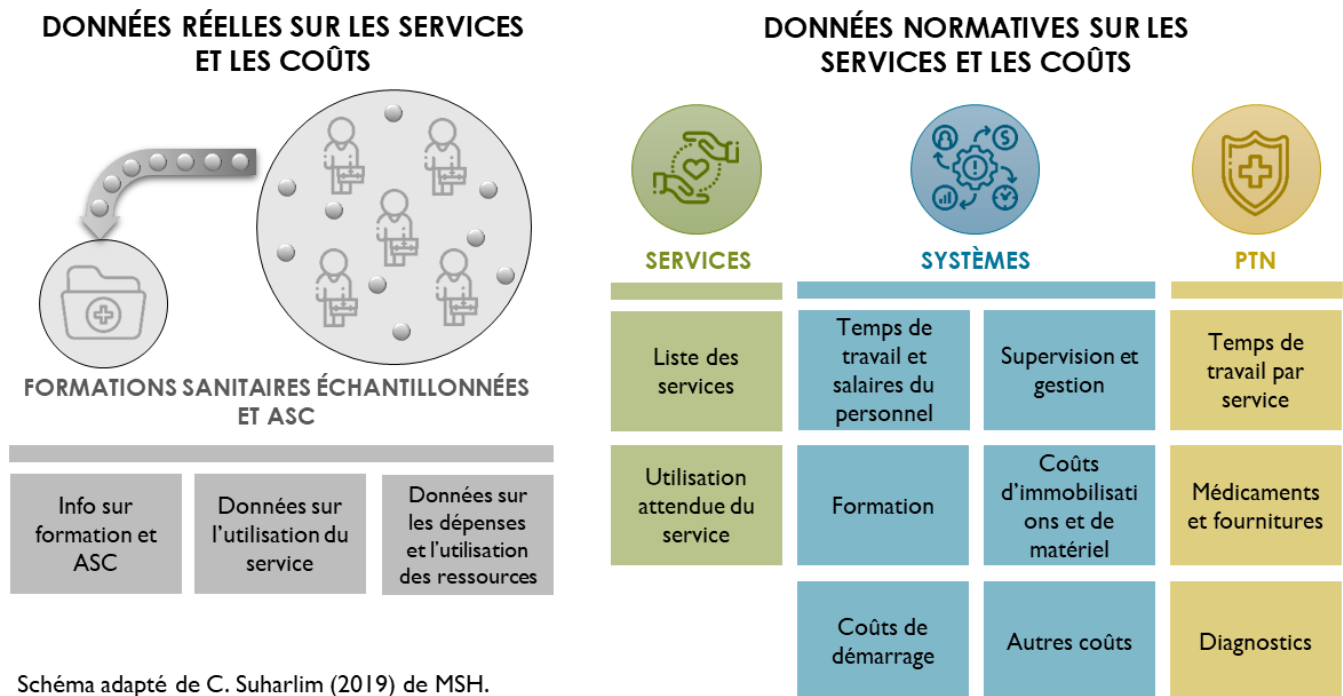 DONNÉES RÉELLES SUR LES SERVICES
ET LES COÛTS
FORMATIONS SANITAIRES ÉCHANTILLONNÉES
ET ASC
Info sur
formation et
ASC
Données sur
l'utilisation du
service
Données sur
les dépenses
et l'utilisation
des ressources
Schéma adapté de C. Suharlim (2019) de MSH.
DONNÉES NORMATIVES SUR LES
SERVICES ET LES COÛTS
SERVICES
Liste des
services
Utilisation
attendue du
service
SYSTÈMES
Temps de
travail et
salaires du
personnel
Supervision et
gestion
Formation
Coûts
d'immobilisati
ons et de
matériel
Coûts de
démarrage
Autres coûts
PTN
Temps de
travail par
service
Médicaments
et fournitures
Diagnostics